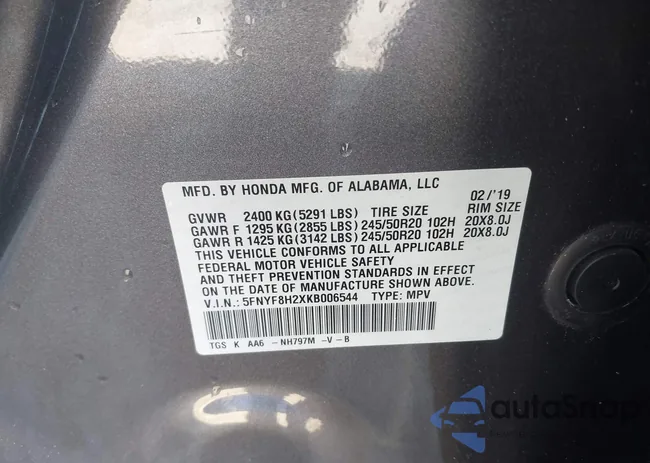 MFD. BY HONDA MFG. OF ALABAMA, LLC 02/'19
GVWR 2400 KG(5291 LBS) TIRE SIZE RIM SIZE
GAWR F 1295 KG(2855 LBS) 245/50R20 102H 20X8.0J
GAWR R 1425 KG(3142 LBS) 245/50R20 102H 20X8.0J
THIS VEHICLE CONFORMS TO ALL APPLICABLE
FEDERAL MOTOR VEHICLE SAFETY
AND THEFT PREVENTION STANDARDS IN EFFECT
ON THE DATE OF MANUFACTURE SHOWN ABOVE.
V.I.N.: 5FNYF8H2XKB006544 TYPE: MPV
TGS K AA6 - NH797M -V-B
autoSnap